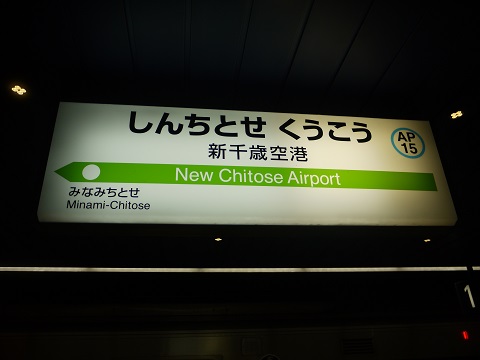 しんちとせ くうこう
AP
15
新千歳空港
New Chitose Airport
みなみちとせ
Minami-Chitose
1